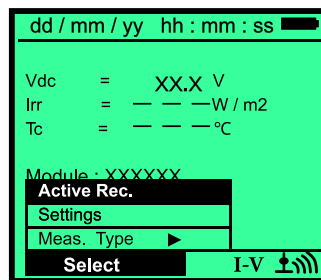 dd / mm / yy hh : mm : ss
Vdc = XX.X V
Irr = — — — W / m2
Tc = — — — ℃
Module : XXXXXX
Active Rec.
Settings
Meas. Type ►
Select I-V